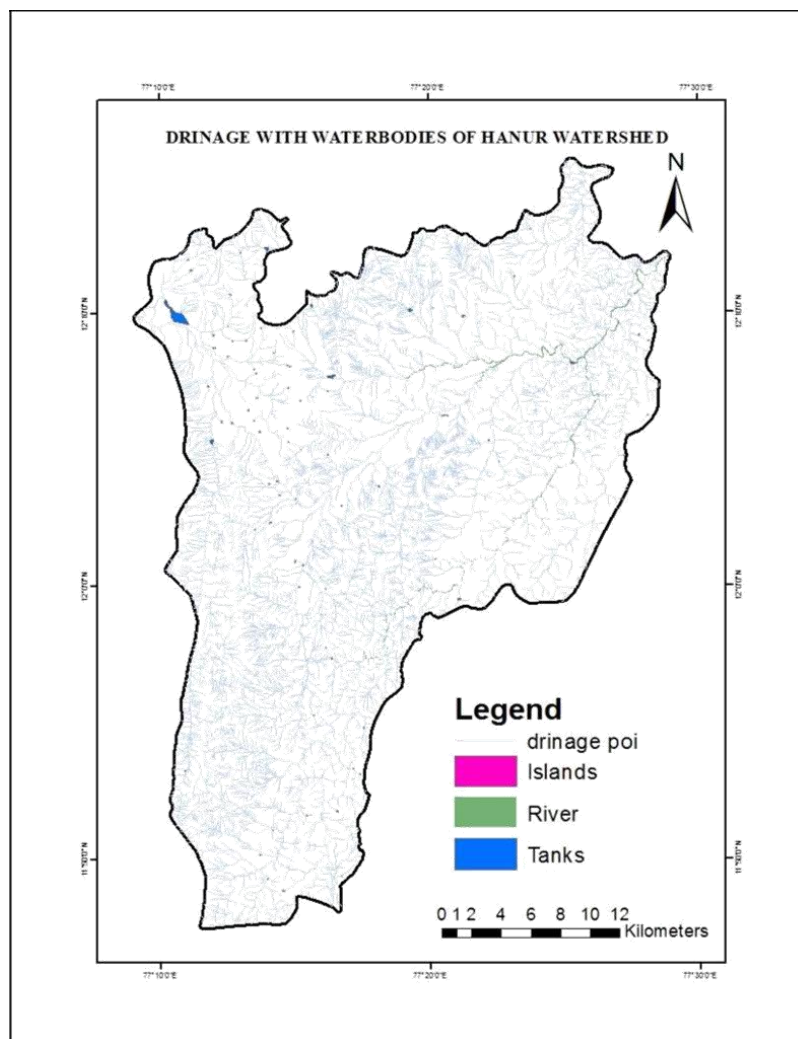 77°10'0"E 77°20'0"E 77°30'0"E
DRINAGE WITH WATERBODIES OF HANUR WATERSHED
N
12°10'0"N 12°10'0"N
12°0'0"N 12°0'0"N
Legend
drinage poi
Islands
River
Tanks
11°50'0"N 11°50'0"N
0 1 2 4 6 8 10 12
Kilometers
77°10'0"E 77°20'0"E 77°30'0"E